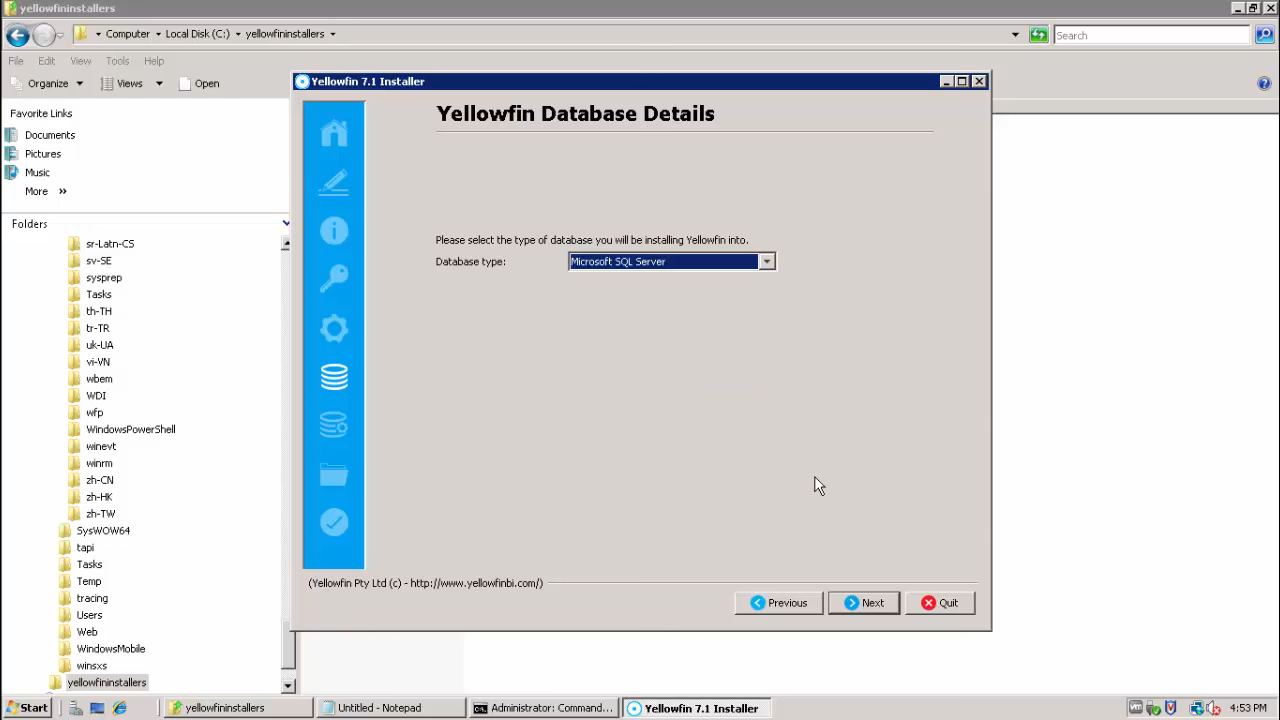 yellowfininstallers
Computer Local Disk (C:) yellowfininstallers
Search
File Edit View Tools Help
Organize Views Open
Favorite Links
Documents
Pictures
Music
More »
Folders
sr-Latn-CS
sv-SE
sysprep
Tasks
th-TH
tr-TR
uk-UA
vi-VN
wbem
WDI
wfp
WindowsPowerShell
winevt
winrm
zh-CN
zh-HK
zh-TW
SysWOW64
tapi
Tasks
Temp
tracing
Users
Web
WindowsMobile
winsxs
yellowfininstallers
Yellowfin 7.1 Installer
Yellowfin Database Details
Please select the type of database you will be installing Yellowfin into.
Database type: Microsoft SQL Server
(Yellowfin Pty Ltd (c) - http://www.yellowfinbi.com/)
Previous Next Quit
Start yellowfininstallers Untitled - Notepad Administrator: Command... Yellowfin 7.1 Installer 4:53 PM